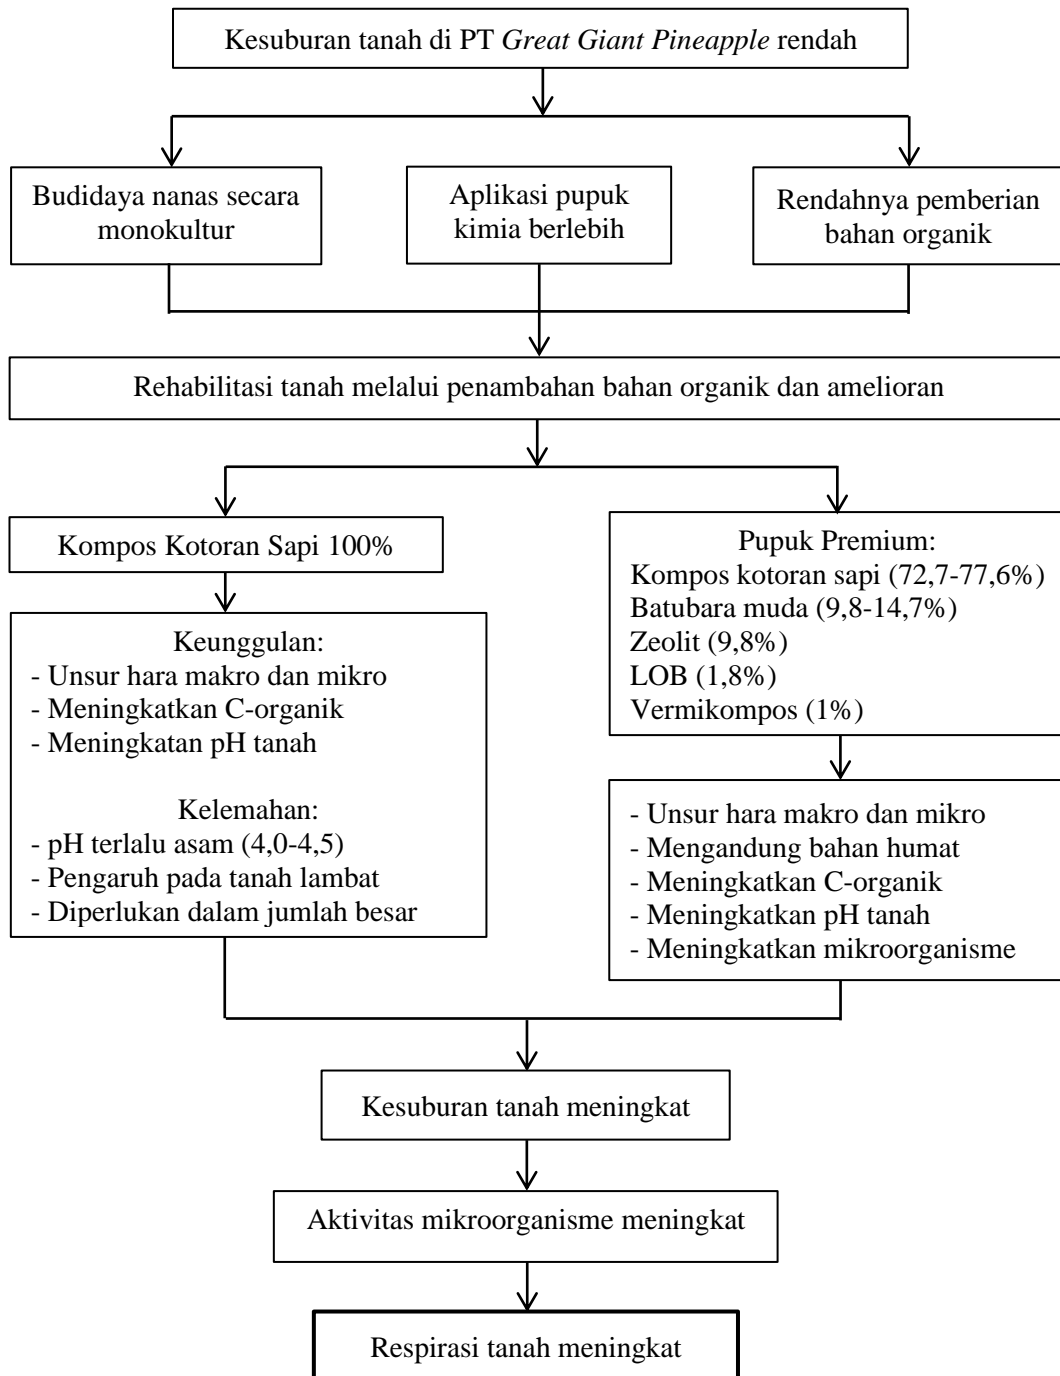 Kesuburan tanah di PT Great Giant Pineapple rendah
Budidaya nanas secara
monokultur
Aplikasi pupuk
kimia berlebih
Rendahnya pemberian
bahan organik
Rehabilitasi tanah melalui penambahan bahan organik dan amelioran
Kompos Kotoran Sapi 100%
Keunggulan:
- Unsur hara makro dan mikro
- Meningkatkan C-organik
- Meningkatan pH tanah
Kelemahan:
- pH terlalu asam (4,0-4,5)
- Pengaruh pada tanah lambat
- Diperlukan dalam jumlah besar
Pupuk Premium:
Kompos kotoran sapi (72,7-77,6%)
Batubara muda (9,8-14,7%)
Zeolit (9,8%)
LOB (1,8%)
Vermikompos (1%)
- Unsur hara makro dan mikro
- Mengandung bahan humat
- Meningkatkan C-organik
- Meningkatkan pH tanah
- Meningkatkan mikroorganisme
Kesuburan tanah meningkat
Aktivitas mikroorganisme meningkat
Respirasi tanah meningkat